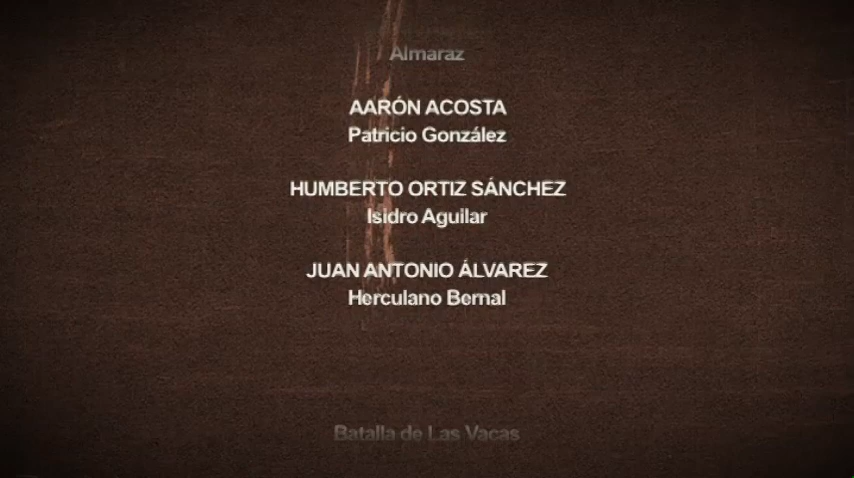 Almaraz
AARÓN ACOSTA
Patricio González
HUMBERTO ORTIZ SÁNCHEZ
Isidro Aguilar
JUAN ANTONIO ÁLVAREZ
Herculano Bernal
Batalla de Las Vacas